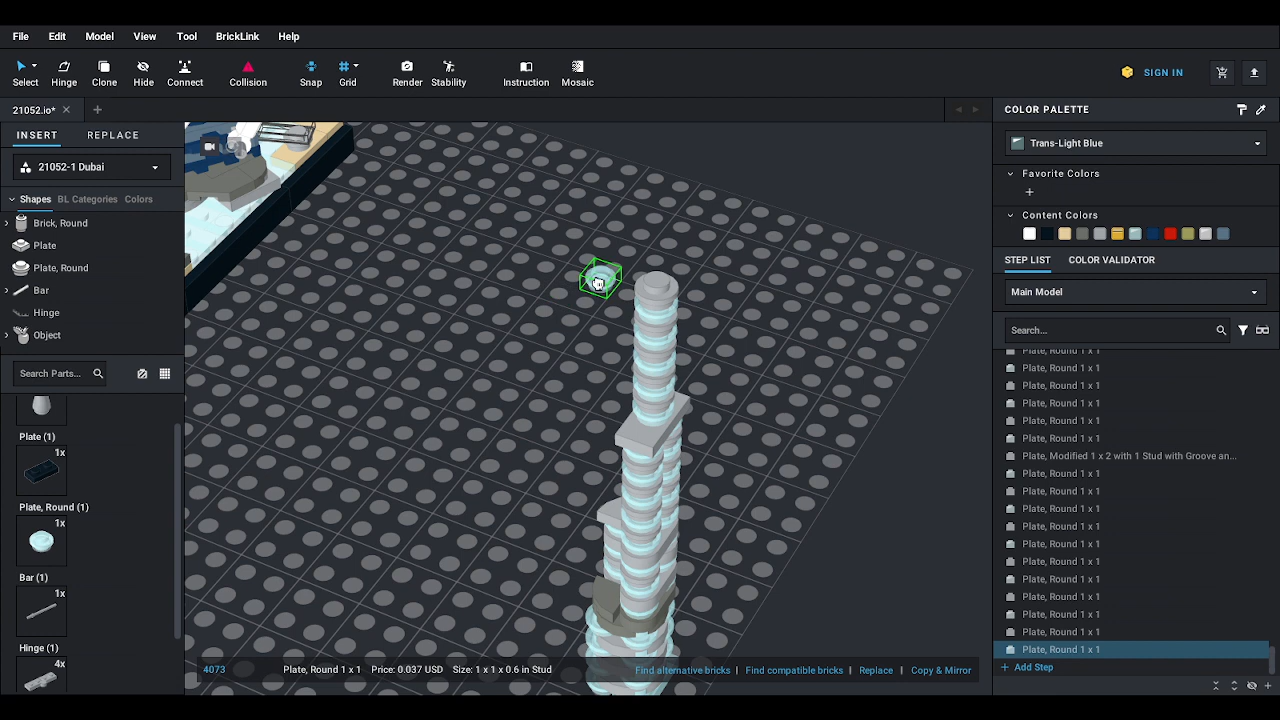 File Edit Model View Tool BrickLink Help
Select Hinge Clone Hide Connect Collision Snap Grid Render Stability Instruction Mosaic SIGN IN
21052.io*
COLOR PALETTE
INSERT REPLACE
Trans-Light Blue
21052-1 Dubai
Favorite Colors
Shapes BL Categories Colors
Content Colors
Brick, Round
Plate
Plate, Round
Bar
Hinge
Object
STEP LIST COLOR VALIDATOR
Main Model
Search...
Search Parts...
Plate, Round 1 x 1
Plate, Round 1 x 1
Plate, Round 1 x 1
Plate, Round 1 x 1
Plate, Round 1 x 1
Plate, Round 1 x 1
Plate, Modified 1 x 2 with 1 Stud with Groove an...
Plate, Round 1 x 1
Plate, Round 1 x 1
Plate, Round 1 x 1
Plate, Round 1 x 1
Plate, Round 1 x 1
Plate, Round 1 x 1
Plate, Round 1 x 1
Plate, Round 1 x 1
Plate, Round 1 x 1
Plate, Round 1 x 1
Plate, Round 1 x 1
Add Step
Plate (1)
1x
Plate, Round (1)
1x
Bar (1)
1x
Hinge (1)
4x
4073 Plate, Round 1 x 1 Price: 0.037 USD Size: 1 x 1 x 0.6 in Stud Find alternative bricks | Find compatible bricks | Replace | Copy & Mirror